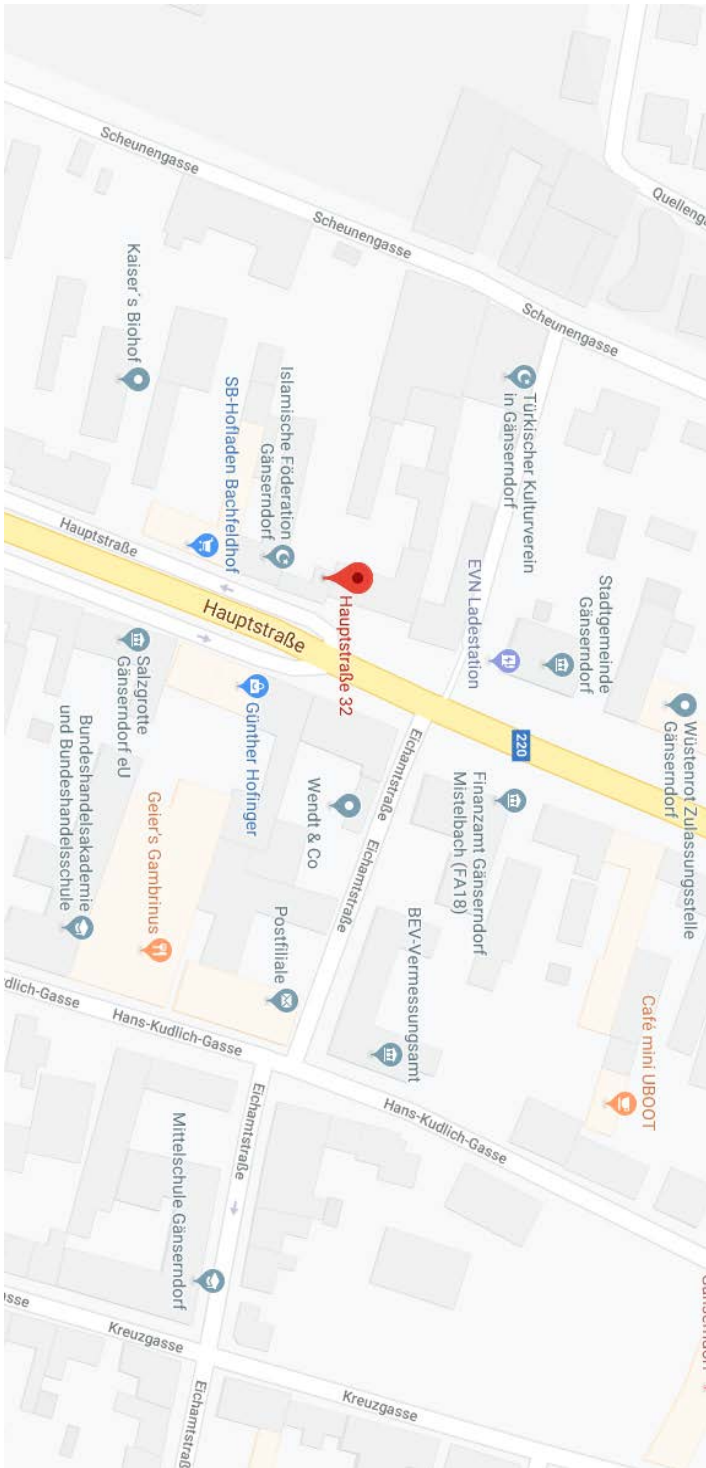 Quelleng
Scheunengasse
Scheunengasse
Scheunengasse
Kaiser´s Biohof
SB-Hofladen Bachfeldhof
Islamische Föderation
Gänserndorf
Türkischer Kulturverein
in Gänserndorf
EVN Ladestation
Stadtgemeinde
Gänserndorf
Wüstenrot Zulassungsstelle
Gänserndorf
Hauptstraße
Hauptstraße
Hauptstraße 32
220
Salzgrotte
Gänserndorf eU
Günther Hofinger
Eichamtstraße
Eichamtstraße
Wendt & Co
Finanzamt Gänserndorf
Mistelbach (FA18)
Bundeshandelsakademie
und Bundeshandelsschule
Geier's Gambrinus
Postfiliale
BEV-Vermessungsamt
Café mini UBOOT
dlich-Gasse
Hans-Kudlich-Gasse
Hans-Kudlich-Gasse
Eichamtstraße
Mittelschule Gänserndorf
asse
Kreuzgasse
Kreuzgasse
Eichamtstraß